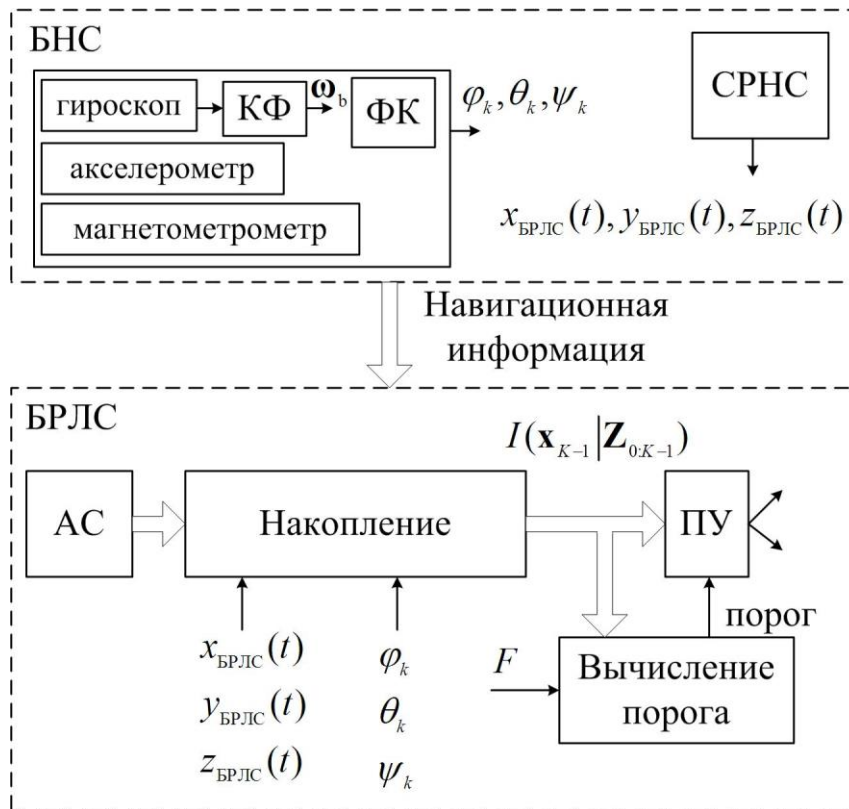 БНС
гироскоп
КФ
ω_b
ФК
акселерометр
магнетометрометр
φ_k, θ_k, ψ_k
СРНС
x_БРЛС(t), y_БРЛС(t), z_БРЛС(t)
Навигационная
информация
БРЛС
I(x_{K−1}|Z_{0:K−1})
АС
Накопление
ПУ
порог
x_БРЛС(t)
y_БРЛС(t)
z_БРЛС(t)
φ_k
θ_k
ψ_k
F
Вычисление
порога